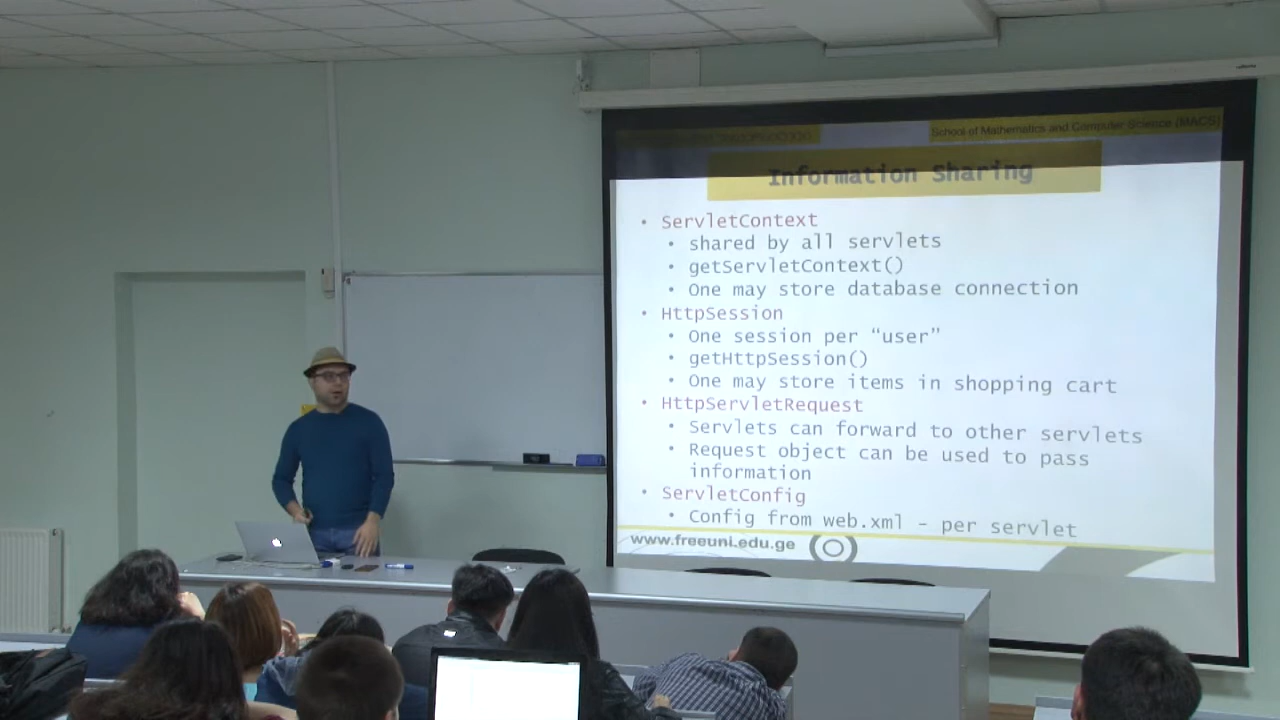 School of Mathematics and Computer Science (MACS)
Information Sharing
• ServletContext
• shared by all servlets
• getServletContext()
• One may store database connection
• HttpSession
• One session per “user”
• getHttpSession()
• One may store items in shopping cart
• HttpServletRequest
• Servlets can forward to other servlets
• Request object can be used to pass
information
• ServletConfig
• Config from web.xml – per servlet
www.freeuni.edu.ge